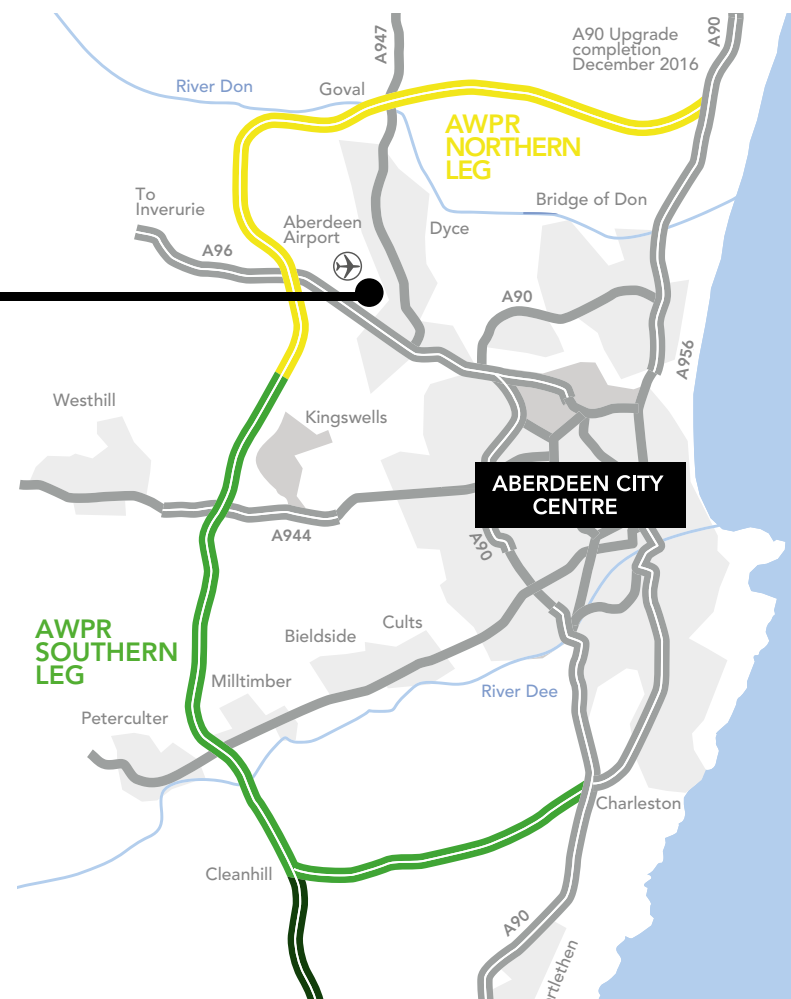 A947
A90 Upgrade
completion
December 2016
A90
River Don
Goval
AWPR
NORTHERN
LEG
To
Inverurie
Bridge of Don
Aberdeen
Airport
Dyce
A96
A90
A956
Westhill
Kingswells
ABERDEEN CITY
CENTRE
A944
A90
AWPR
SOUTHERN
LEG
Cults
Bieldside
Milltimber
River Dee
Peterculter
Charleston
Cleanhill
A90
rtlethen